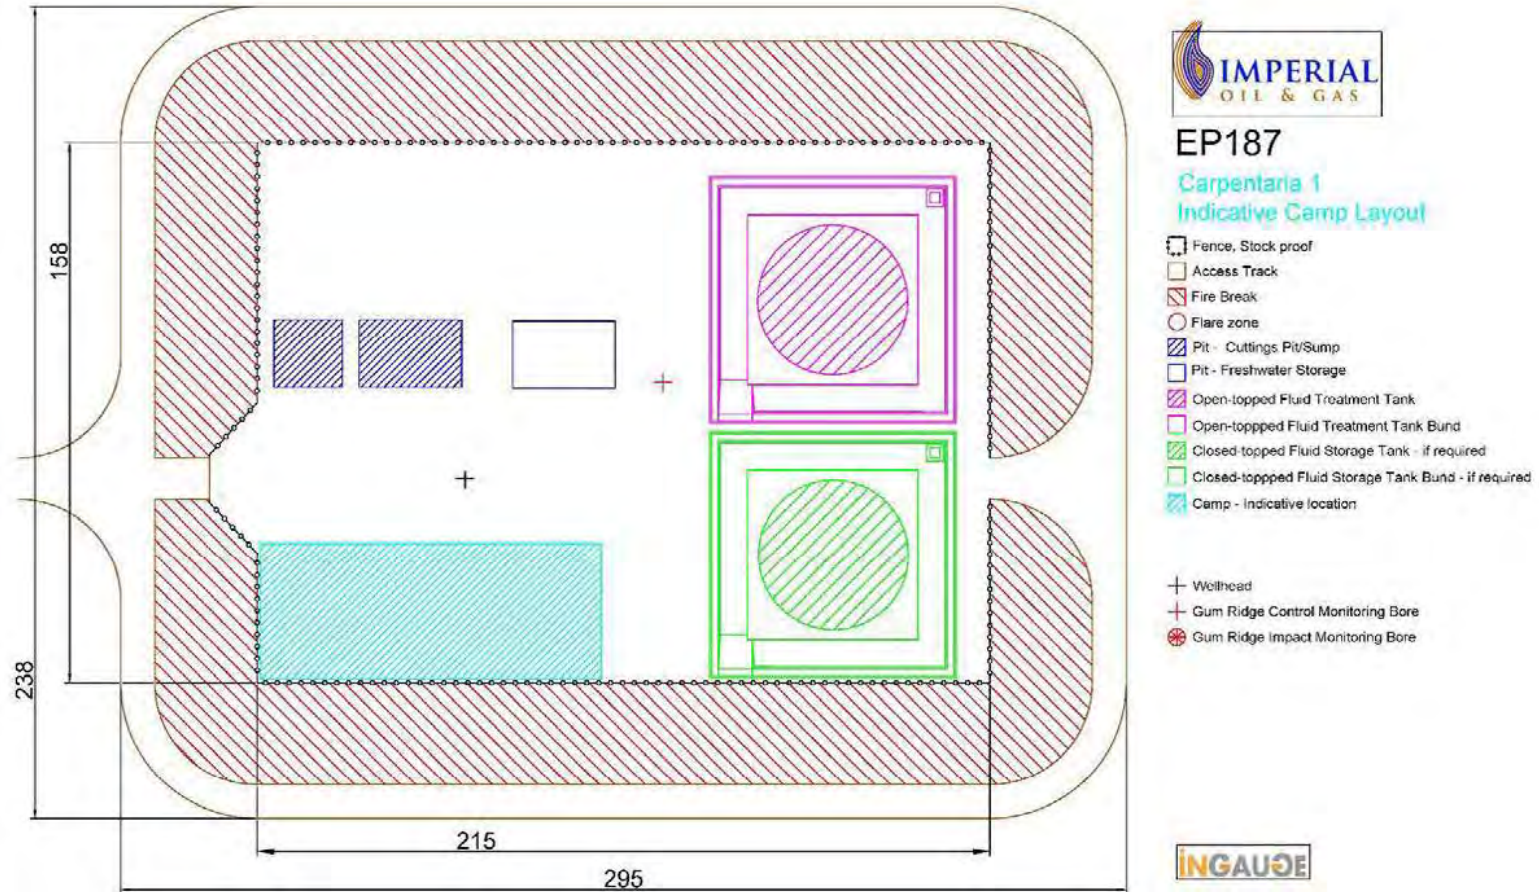 IMPERIAL
OIL & GAS
EP187
Carpentaria 1
Indicative Camp Layout
Fence, Stock proof
Access Track
Fire Break
Flare zone
Pit - Cuttings Pit/Sump
Pit - Freshwater Storage
Open-topped Fluid Treatment Tank
Open-toppped Fluid Treatment Tank Bund
Closed-topped Fluid Storage Tank - if required
Closed-toppped Fluid Storage Tank Bund - if required
Camp - Indicative location
Wellhead
Gum Ridge Control Monitoring Bore
Gum Ridge Impact Monitoring Bore
158
238
215
295
INGAUGE